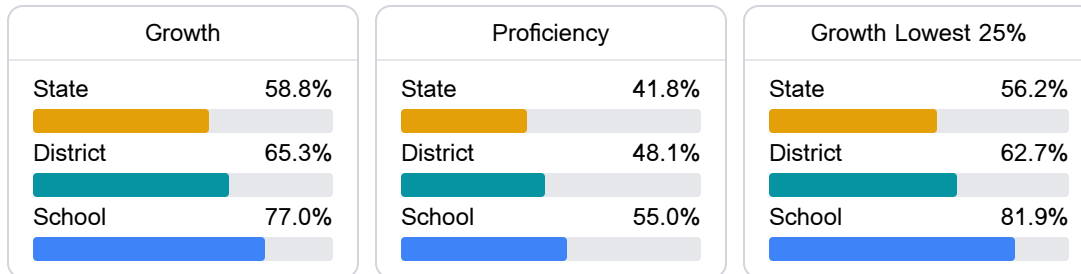 Growth
State 58.8%
District 65.3%
School 77.0%
Proficiency
State 41.8%
District 48.1%
School 55.0%
Growth Lowest 25%
State 56.2%
District 62.7%
School 81.9%